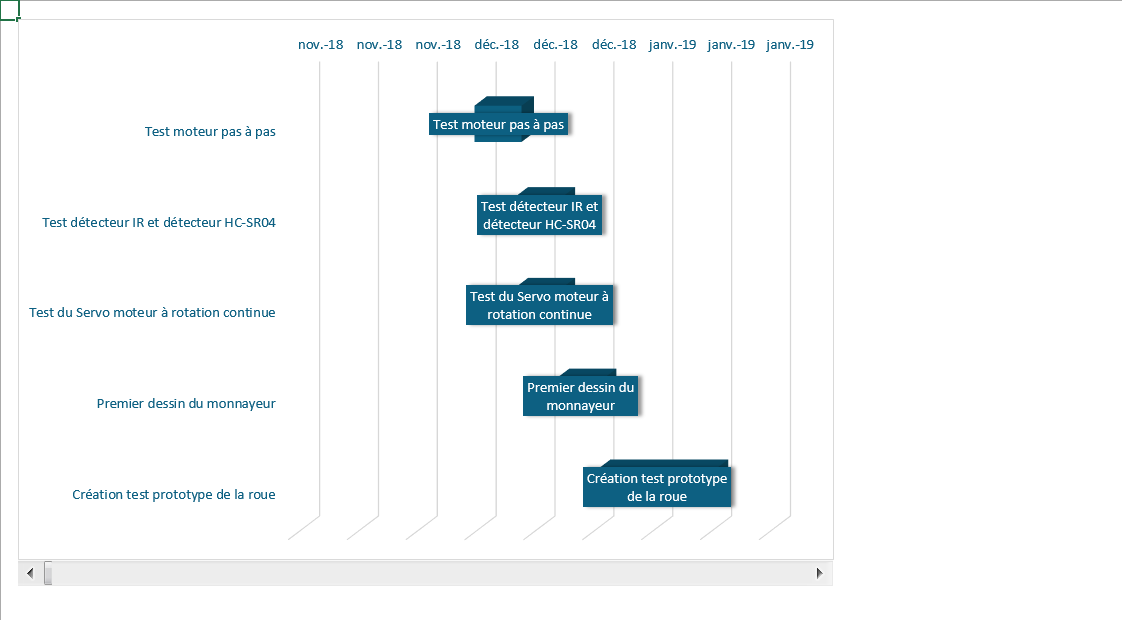 nov.-18 nov.-18 nov.-18 déc.-18 déc.-18 déc.-18 janv.-19 janv.-19 janv.-19
Test moteur pas à pas
Test moteur pas à pas
Test détecteur IR et détecteur HC-SR04
Test détecteur IR et
détecteur HC-SR04
Test du Servo moteur à rotation continue
Test du Servo moteur à
rotation continue
Premier dessin du monnayeur
Premier dessin du
monnayeur
Création test prototype de la roue
Création test prototype
de la roue